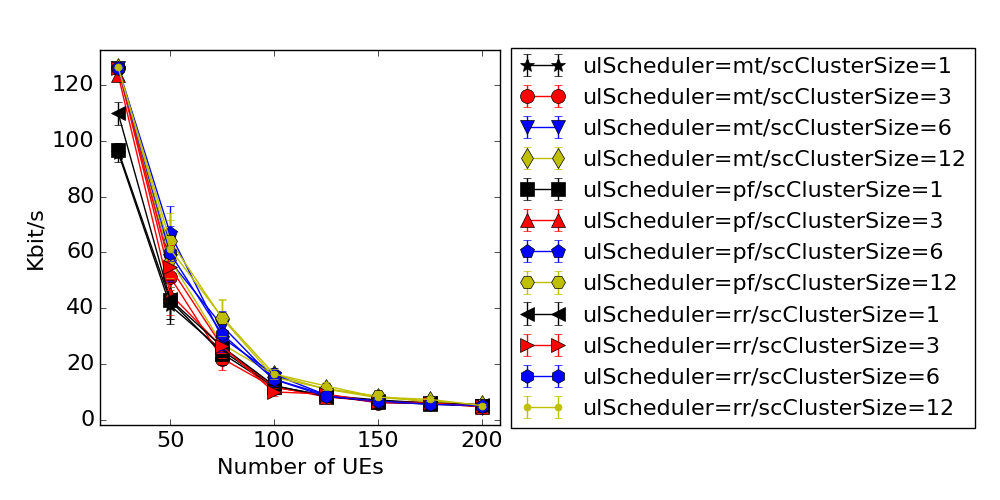 120
100
80
60
40
20
0
Kbit/s
50
100
150
200
Number of UEs
ulScheduler=mt/scClusterSize=1
ulScheduler=mt/scClusterSize=3
ulScheduler=mt/scClusterSize=6
ulScheduler=mt/scClusterSize=12
ulScheduler=pf/scClusterSize=1
ulScheduler=pf/scClusterSize=3
ulScheduler=pf/scClusterSize=6
ulScheduler=pf/scClusterSize=12
ulScheduler=rr/scClusterSize=1
ulScheduler=rr/scClusterSize=3
ulScheduler=rr/scClusterSize=6
ulScheduler=rr/scClusterSize=12